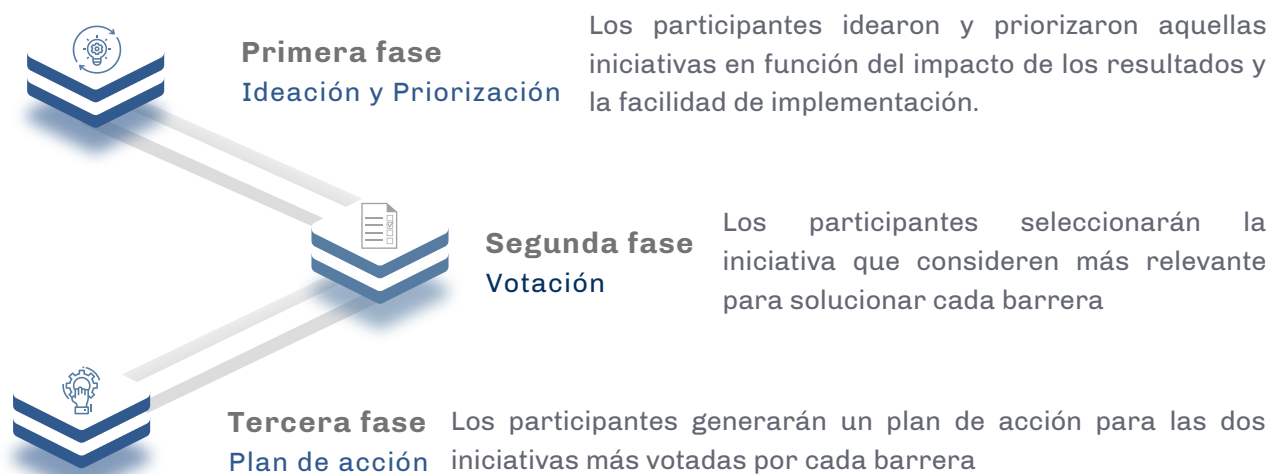 Primera fase
Ideación y Priorización
Los participantes idearon y priorizaron aquellas
iniciativas en función del impacto de los resultados y
la facilidad de implementación.
Segunda fase
Votación
Los participantes seleccionarán la
iniciativa que consideren más relevante
para solucionar cada barrera
Tercera fase
Plan de acción
Los participantes generarán un plan de acción para las dos
iniciativas más votadas por cada barrera